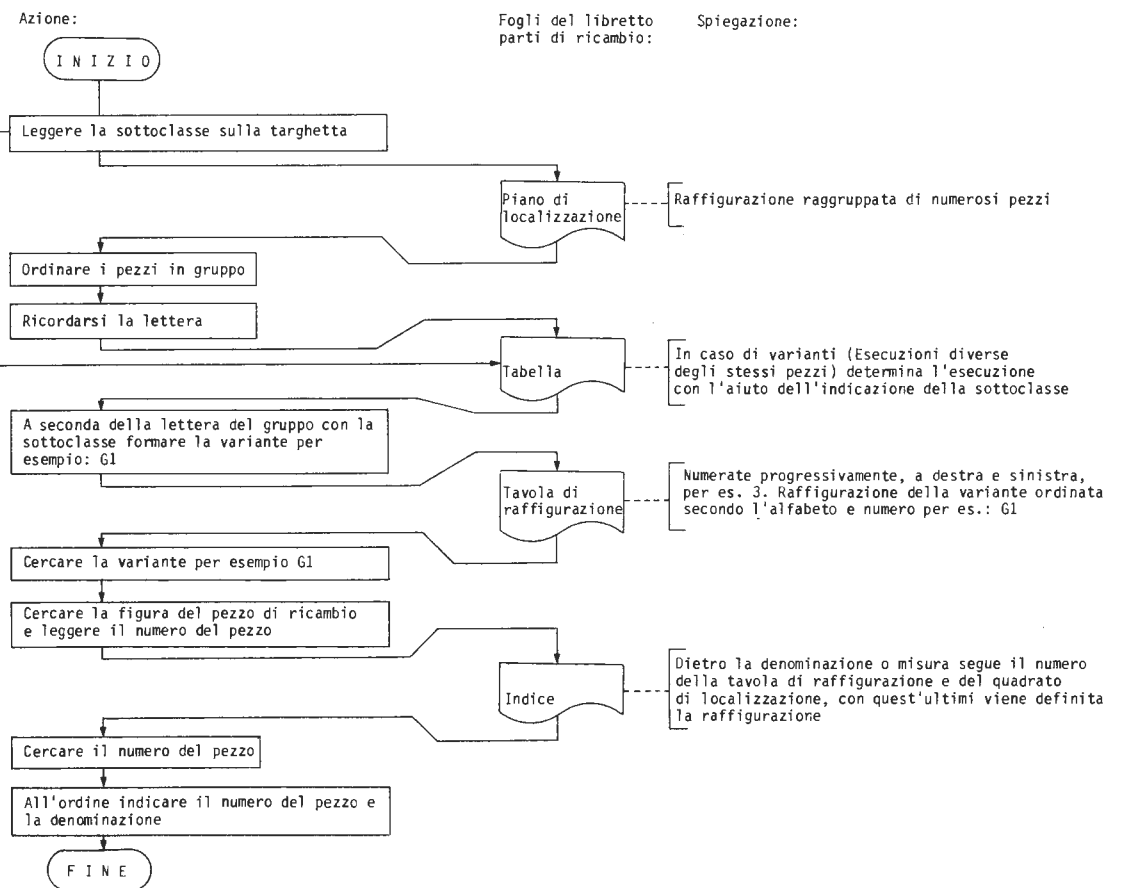 Azione:
Fogli del libretto
parti di ricambio:
Spiegazione:
I N I Z I O
Leggere la sottoclasse sulla targhetta
Piano di
localizzazione
Raffigurazione raggruppata di numerosi pezzi
Ordinare i pezzi in gruppo
Ricordarsi la lettera
Tabella
In caso di varianti (Esecuzioni diverse
degli stessi pezzi) determina l'esecuzione
con l'aiuto dell'indicazione della sottoclasse
A seconda della lettera del gruppo con la
sottoclasse formare la variante per
esempio: G1
Tavola di
raffigurazione
Numerate progressivamente, a destra e sinistra,
per es. 3. Raffigurazione della variante ordinata
secondo l'alfabeto e numero per es.: G1
Cercare la variante per esempio G1
Cercare la figura del pezzo di ricambio
e leggere il numero del pezzo
Indice
Dietro la denominazione o misura segue il numero
della tavola di raffigurazione e del quadrato
di localizzazione, con quest'ultimi viene definita
la raffigurazione
Cercare il numero del pezzo
All'ordine indicare il numero del pezzo e
la denominazione
F I N E